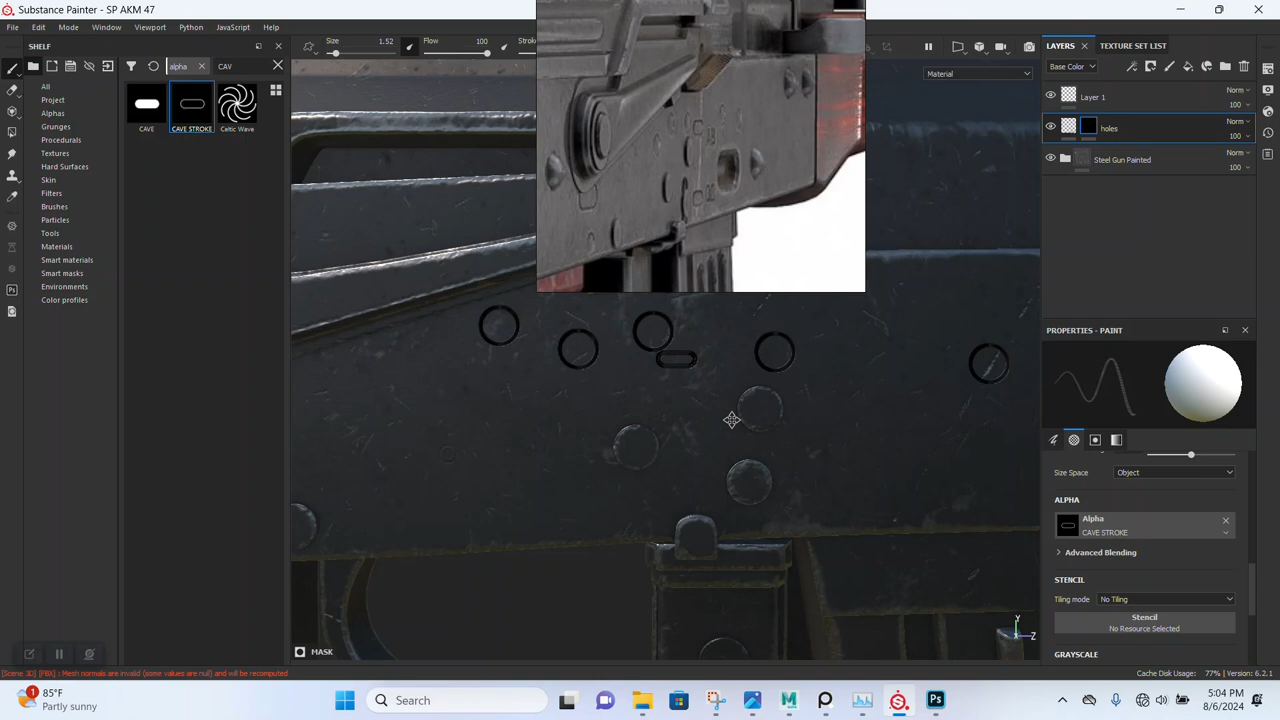 Substance Painter - SP AKM 47
File Edit Mode Window Viewport Python JavaScript Help
SHELF
Size 1.52
Flow 100
Strok
alpha
CAV
All
Project
Alphas
Grunges
Procedurals
Textures
Hard Surfaces
Skin
Filters
Brushes
Particles
Tools
Materials
Smart materials
Smart masks
Environments
Color profiles
CAVE
CAVE STROKE
Celtic Wave
Material
MASK
Y
Z
LAYERS
TEXTURE SET LIST
Base Color
Layer 1
Norm
100
holes
Norm
100
Steel Gun Painted
Norm
100
PROPERTIES - PAINT
Size Space
Object
ALPHA
Alpha
CAVE STROKE
Advanced Blending
STENCIL
Tiling mode
No Tiling
Stencil
No Resource Selected
GRAYSCALE
[Scene 3D] [FBX] : Mesh normals are invalid (some values are null) and will be recomputed
Cache Disk Usage: 77% | Version: 6.2.1
1
85°F
Partly sunny
Search
Ps
5:04 PM
8/6/2024